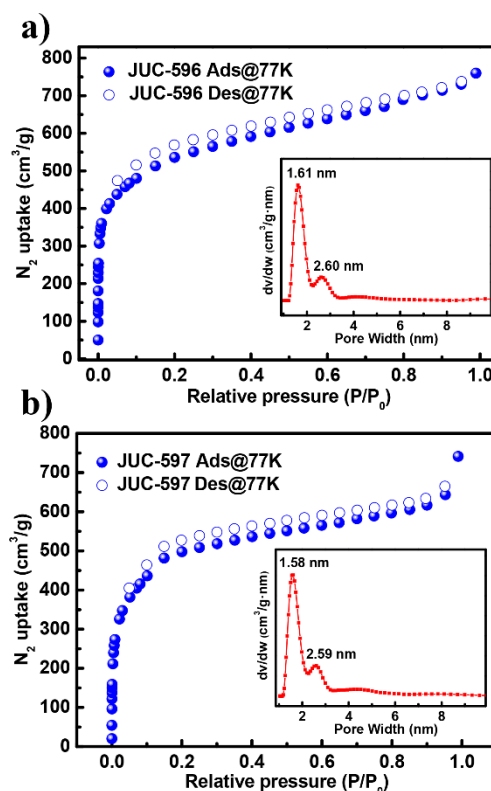 a)
800
700
600
500
400
300
200
100
0
N₂ uptake (cm³/g)
JUC-596 Ads@77K
JUC-596 Des@77K
1.61 nm
2.60 nm
dv/dw (cm³/g·nm)
2 4 6 8
Pore Width (nm)
0.0 0.2 0.4 0.6 0.8 1.0
Relative pressure (P/P₀)
b)
800
700
600
500
400
300
200
100
0
N₂ uptake (cm³/g)
JUC-597 Ads@77K
JUC-597 Des@77K
1.58 nm
2.59 nm
dv/dw (cm³/g·nm)
2 4 6 8
Pore Width (nm)
0.0 0.2 0.4 0.6 0.8 1.0
Relative pressure (P/P₀)